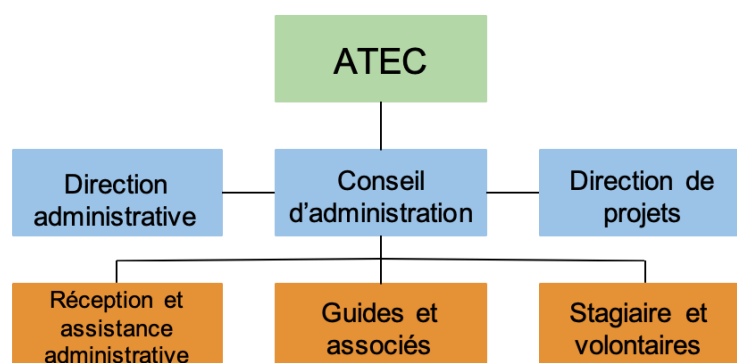 ATEC
Direction
administrative
Conseil
d'administration
Direction de
projets
Réception et
assistance
administrative
Guides et
associés
Stagiaire et
volontaires